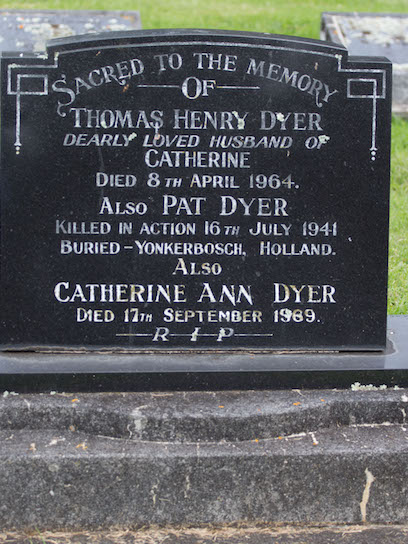 SACRED TO THE MEMORY
OF
THOMAS HENRY DYER
DEARLY LOVED HUSBAND OF
CATHERINE
DIED 8TH APRIL 1964.
ALSO PAT DYER
KILLED IN ACTION 16TH JULY 1941
BURIED - YONKERBOSCH, HOLLAND.
ALSO
CATHERINE ANN DYER
DIED 17TH SEPTEMBER 1989.
R - I - P